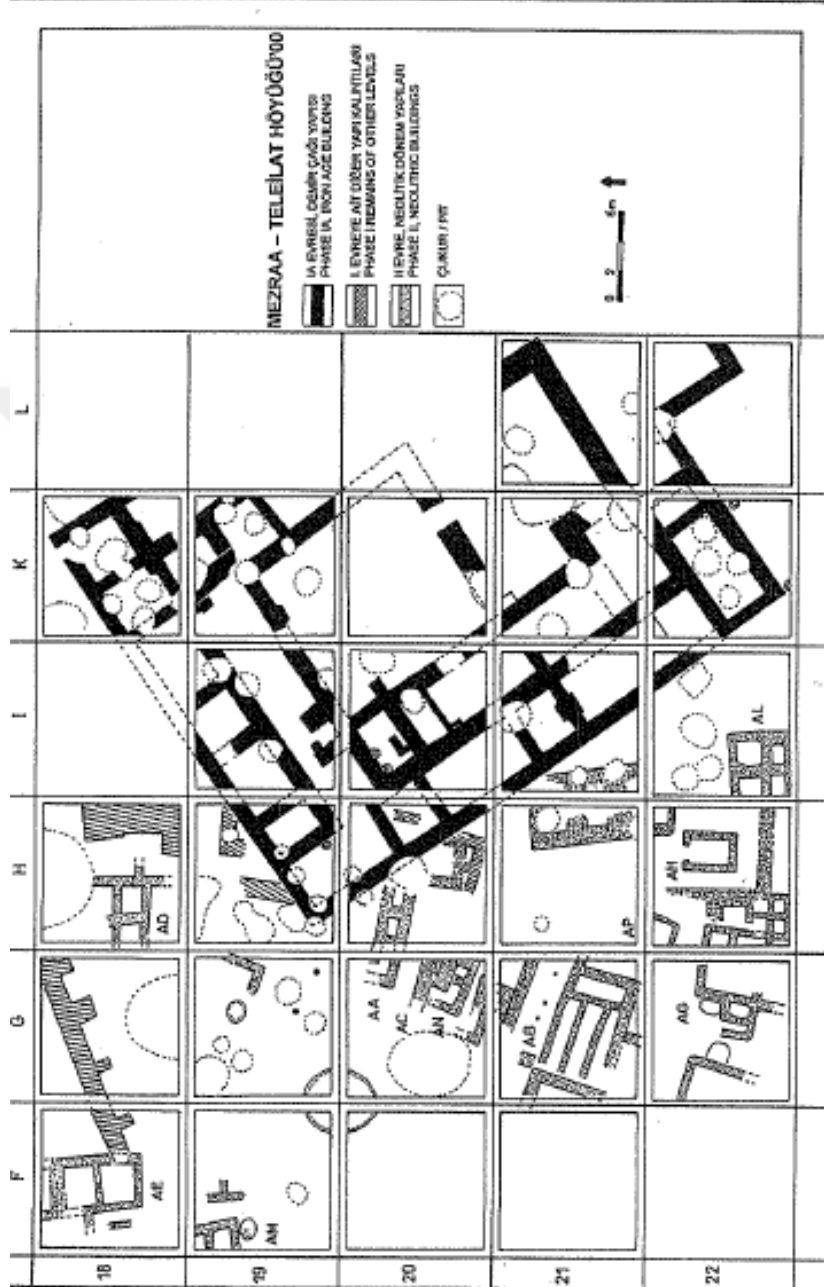 MEZRAA – TELEİLAT HÖYÜĞÜ'00
IA EVRESİ, DEMİR ÇAĞI YAPISI
PHASE IA, IRON AGE BUILDING
I. EVREYE AİT DİĞER YAPI KALINTILARI
PHASE I REMAINS OF OTHER LEVELS
II EVRE, NEOLİTİK DÖNEM YAPILARI
PHASE II, NEOLITHIC BUILDINGS
ÇUKUR / PIT
0 2 6m
L
K
I
H
G
F
18
19
20
21
22
AD
AE
AM
AA
AC
AN
AB
AP
AH
AL
AG